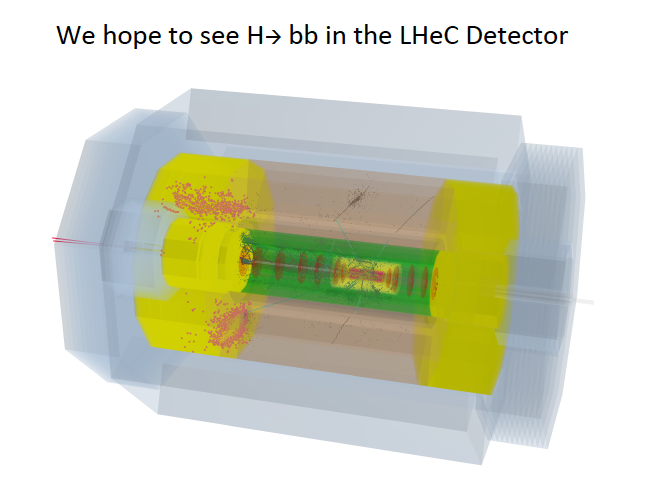 We hope to see H→ bb in the LHeC Detector